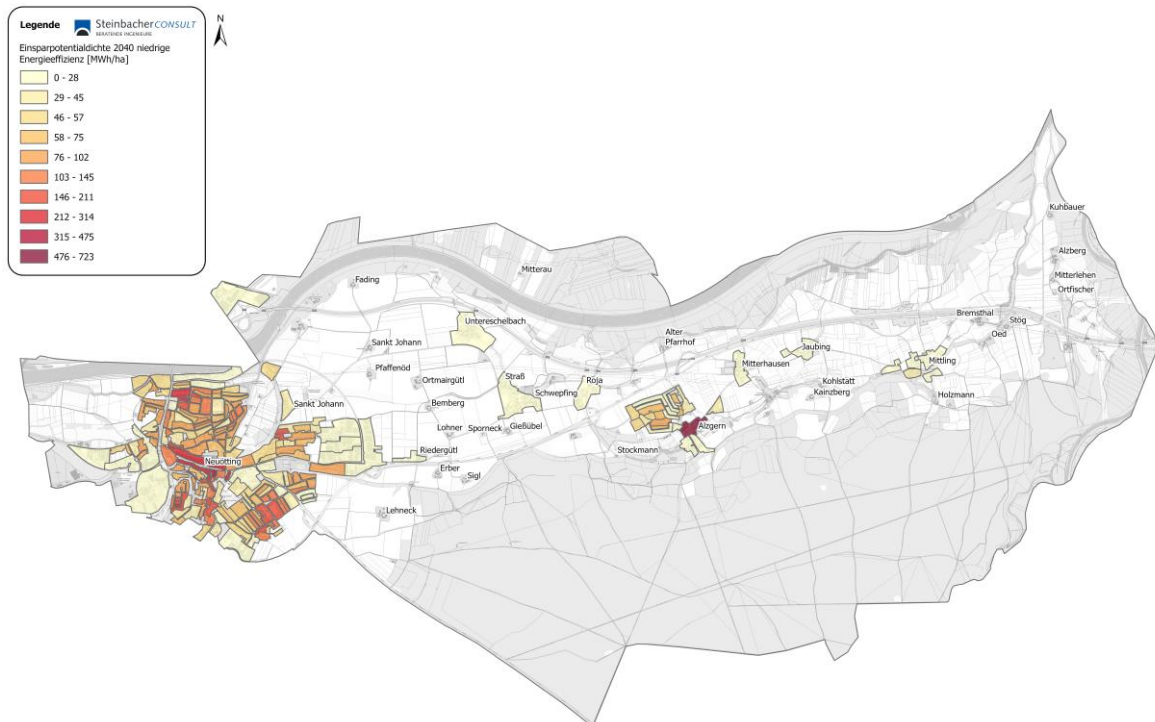 Legende
SteinbacherCONSULT
BERATENDE INGENIEURE
N
Einsparpotentialdichte 2040 niedrige
Energieeffizienz [MWh/ha]
0 - 28
29 - 45
46 - 57
58 - 75
76 - 102
103 - 145
146 - 211
212 - 314
315 - 475
476 - 723
Kuhbauer
Alzberg
Mitterau
Mitterlehen
Fading
Ortfischer
Untereschelbach
Bremsthal
Stög
Alter
Pfarrhof
Oed
Sankt Johann
Jaubing
Mittling
Pfaffenöd
Mitterhausen
Ortmairgütl
Straß
Roja
Schwepfing
Kohlstatt
Kainzberg
Sankt Johann
Bemberg
Holzmann
Lohner
Sporneck
Gießübel
Alzgern
Riedergütl
Stockmann
Neuötting
Erber
Sigl
Lehneck